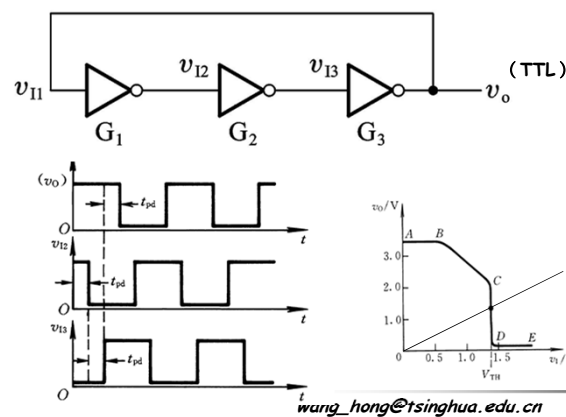 (TTL)
v_I1 v_I2 v_I3 v_o
G_1 G_2 G_3
(v_O) t_pd O t
v_I2 t_pd O t
v_I3 t_pd O t
v_O/V
A B
3.0
C
2.0
1.0
D E
0 0.5 1.0 1.5 v_I/
V_TH
wang_hong@tsinghua.edu.cn